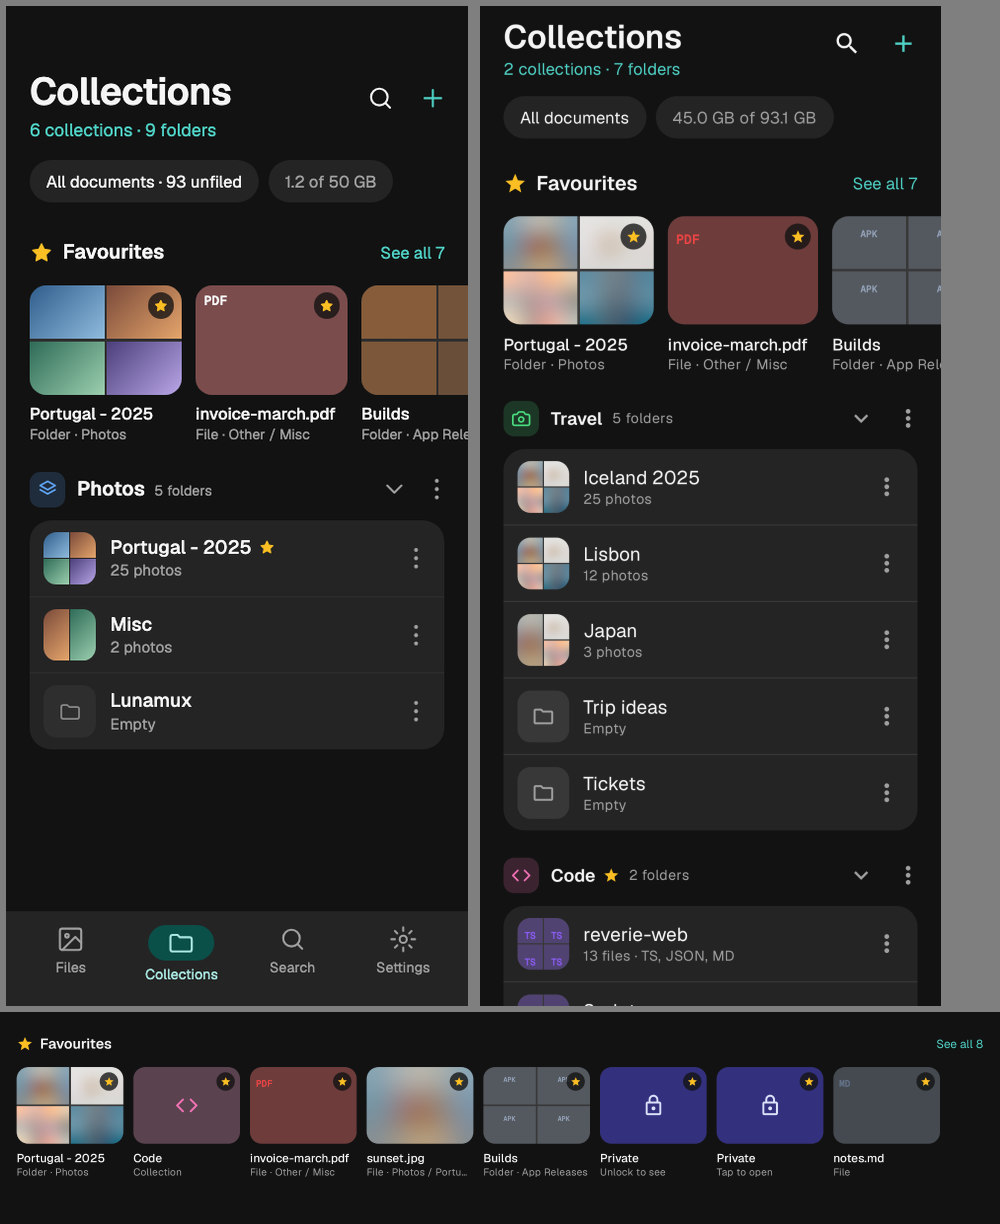 Collections
6 collections · 9 folders
All documents · 93 unfiled
1.2 of 50 GB
Favourites
See all 7
PDF
Portugal - 2025
Folder · Photos
invoice-march.pdf
File · Other / Misc
Builds
Folder · App Rele
Photos 5 folders
Portugal - 2025
25 photos
Misc
2 photos
Lunamux
Empty
Files
Collections
Search
Settings
Collections
2 collections · 7 folders
All documents
45.0 GB of 93.1 GB
Favourites
See all 7
PDF
APK
APK
Portugal - 2025
Folder · Photos
invoice-march.pdf
File · Other / Misc
Builds
Folder · App Rele
Travel 5 folders
Iceland 2025
25 photos
Lisbon
12 photos
Japan
3 photos
Trip ideas
Empty
Tickets
Empty
Code 2 folders
TS TS
TS TS
reverie-web
13 files · TS, JSON, MD
Favourites
See all 8
PDF
APK AP
APK APK
MD
Portugal - 2025
Folder · Photos
Code
Collection
invoice-march.pdf
File · Other / Misc
sunset.jpg
File · Photos / Portu...
Builds
Folder · App Releases
Private
Unlock to see
Private
Tap to open
notes.md
File